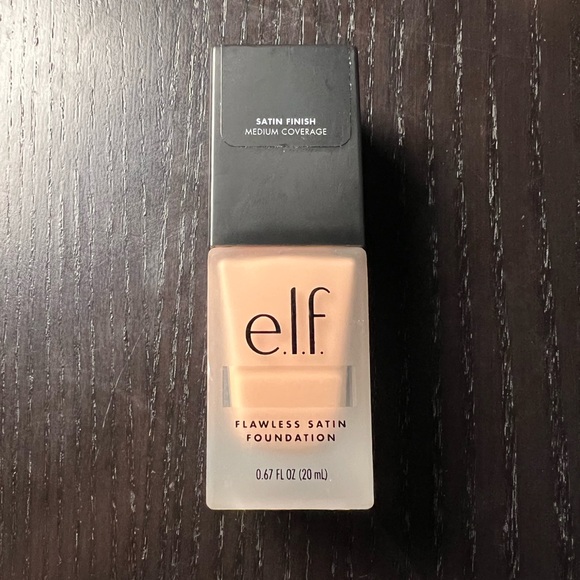 SATIN FINISH
MEDIUM COVERAGE
e.l.f.
FLAWLESS SATIN
FOUNDATION
0.67 FL OZ (20 mL)